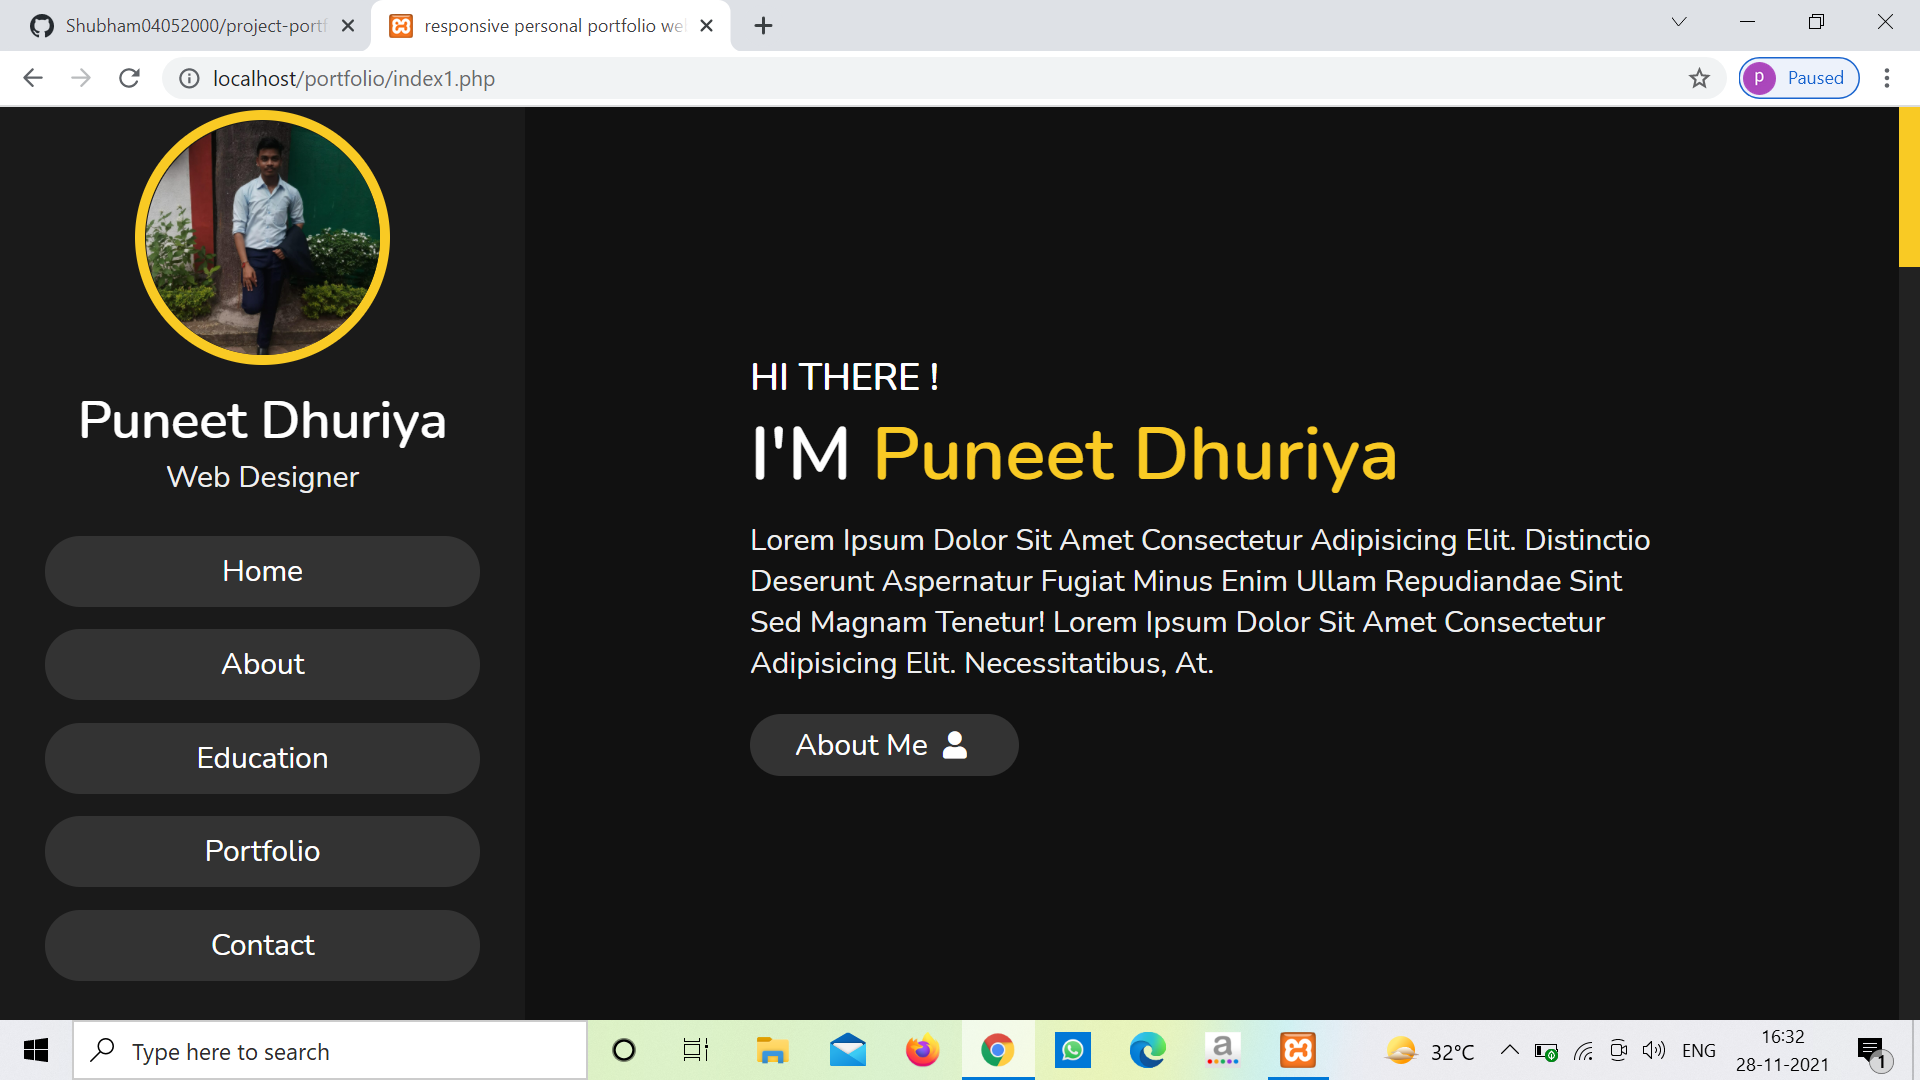 Shubham04052000/project-portf
responsive personal portfolio we
localhost/portfolio/index1.php
p Paused
Puneet Dhuriya
Web Designer
Home
About
Education
Portfolio
Contact
HI THERE !
I'M Puneet Dhuriya
Lorem Ipsum Dolor Sit Amet Consectetur Adipisicing Elit. Distinctio
Deserunt Aspernatur Fugiat Minus Enim Ullam Repudiandae Sint
Sed Magnam Tenetur! Lorem Ipsum Dolor Sit Amet Consectetur
Adipisicing Elit. Necessitatibus, At.
About Me
Type here to search
a
32°C
ENG
16:32
28-11-2021
1